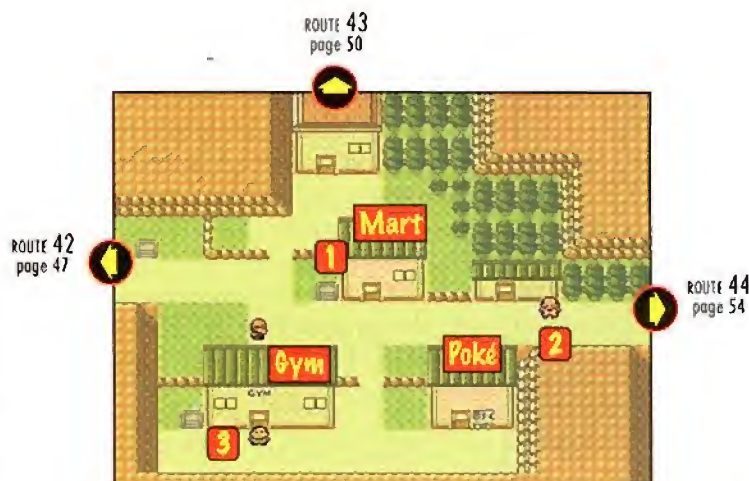 ROUTE 43
page 50
Mart
1
ROUTE 42
page 47
ROUTE 44
page 54
2
Gym
Poké
GYM
3